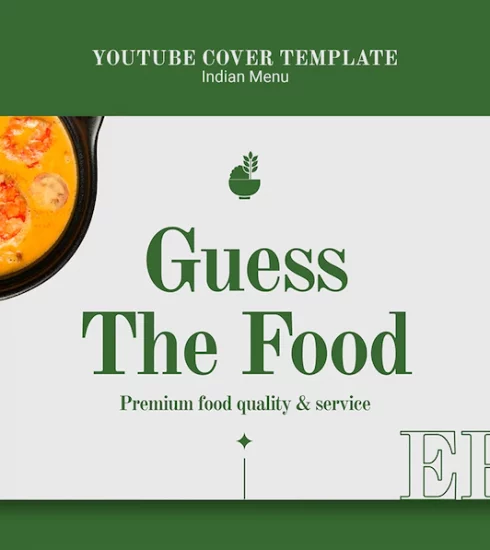 YOUTUBE COVER TEMPLATE
Indian Menu
Guess
The Food
Premium food quality & service